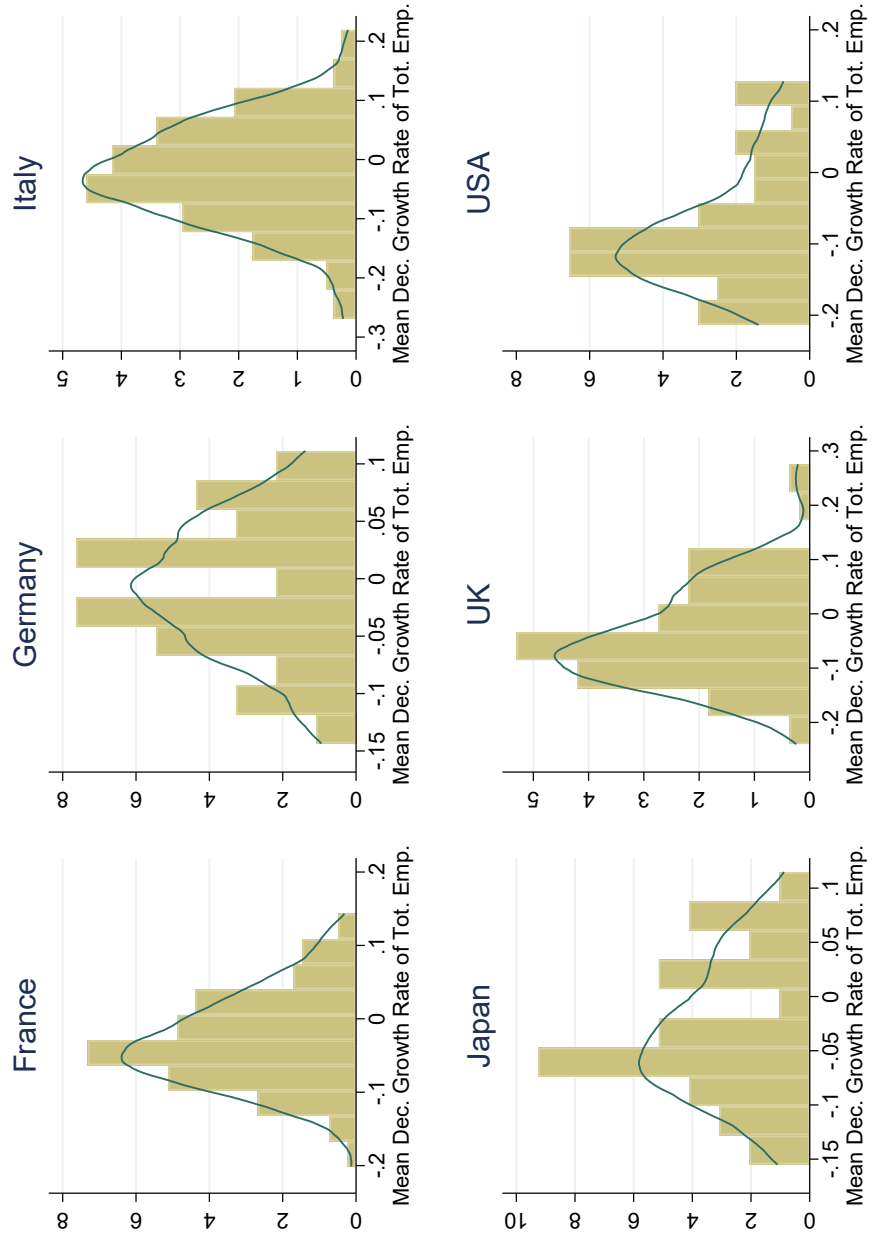 France
8
6
4
2
0
-.2 -.1 0 .1 .2
Mean Dec. Growth Rate of Tot. Emp.
Germany
8
6
4
2
0
-.15 -.1 -.05 0 .05 .1
Mean Dec. Growth Rate of Tot. Emp.
Italy
5
4
3
2
1
0
-.3 -.2 -.1 0 .1 .2
Mean Dec. Growth Rate of Tot. Emp.
Japan
10
8
6
4
2
0
-.15 -.1 -.05 0 .05 .1
Mean Dec. Growth Rate of Tot. Emp.
UK
5
4
3
2
1
0
-.2 -.1 0 .1 .2 .3
Mean Dec. Growth Rate of Tot. Emp.
USA
8
6
4
2
0
-.2 -.1 0 .1 .2
Mean Dec. Growth Rate of Tot. Emp.